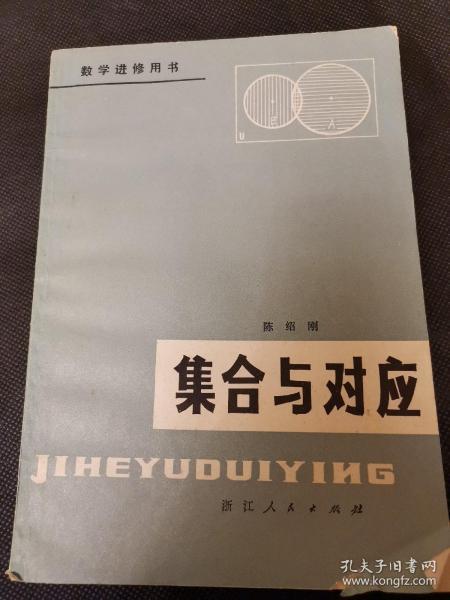 数学进修用书
U
B
A
陈绍刚
集合与对应
JIHEYUDUIYING
浙江人民出版社
孔夫子旧书网
www.kongfz.com